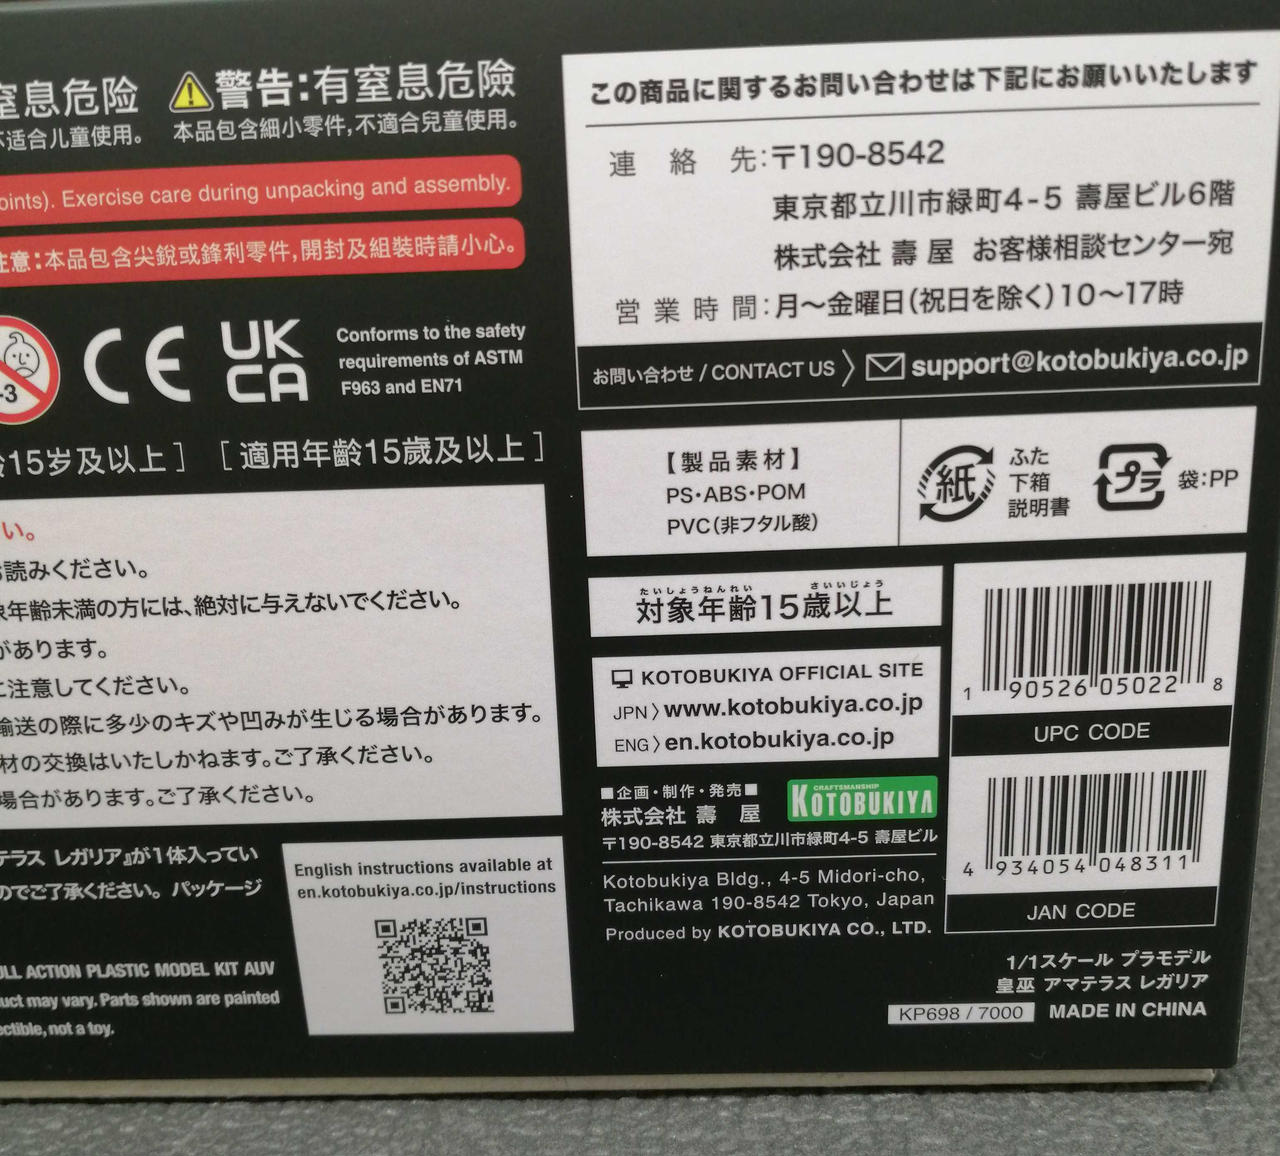 窒息危险
不适合儿童使用。
警告:有窒息危險
本品包含細小零件,不適合兒童使用。
oints). Exercise care during unpacking and assembly.
注意:本品包含尖銳或鋒利零件,開封及組裝時請小心。
-3
CE
UK
CA
Conforms to the safety
requirements of ASTM
F963 and EN71
15岁及以上］
［適用年齡15歲及以上］
い。
お読みください。
象年齢未満の方には、絶対に与えないでください。
があります。
に注意してください。
輸送の際に多少のキズや凹みが生じる場合があります。
材の交換はいたしかねます。ご了承ください。
場合があります。ご了承ください。
テラス レガリア』が1体入ってい
のでご了承ください。パッケージ
ULL ACTION PLASTIC MODEL KIT AUV
uct may vary. Parts shown are painted
ectible, not a toy.
English instructions available at
en.kotobukiya.co.jp/instructions
この商品に関するお問い合わせは下記にお願いいたします
連絡先:〒190-8542
東京都立川市緑町4-5 壽屋ビル6階
株式会社 壽屋 お客様相談センター宛
営業時間:月〜金曜日(祝日を除く)10〜17時
お問い合わせ / CONTACT US 〉 support@kotobukiya.co.jp
【製品素材】
PS・ABS・POM
PVC(非フタル酸)
紙
ふた
下箱
説明書
プラ
袋:PP
たいしょうねんれい さいいじょう
対象年齢15歳以上
KOTOBUKIYA OFFICIAL SITE
JPN 〉www.kotobukiya.co.jp
ENG 〉en.kotobukiya.co.jp
■企画・制作・発売■
株式会社 壽屋
CRAFTSMANSHIP
KOTOBUKIYA
〒190-8542 東京都立川市緑町4-5 壽屋ビル
Kotobukiya Bldg., 4-5 Midori-cho,
Tachikawa 190-8542 Tokyo, Japan
Produced by KOTOBUKIYA CO., LTD.
1 90526 05022 8
UPC CODE
4 934054 048311
JAN CODE
1/1スケール プラモデル
皇巫 アマテラス レガリア
KP698 / 7000
MADE IN CHINA